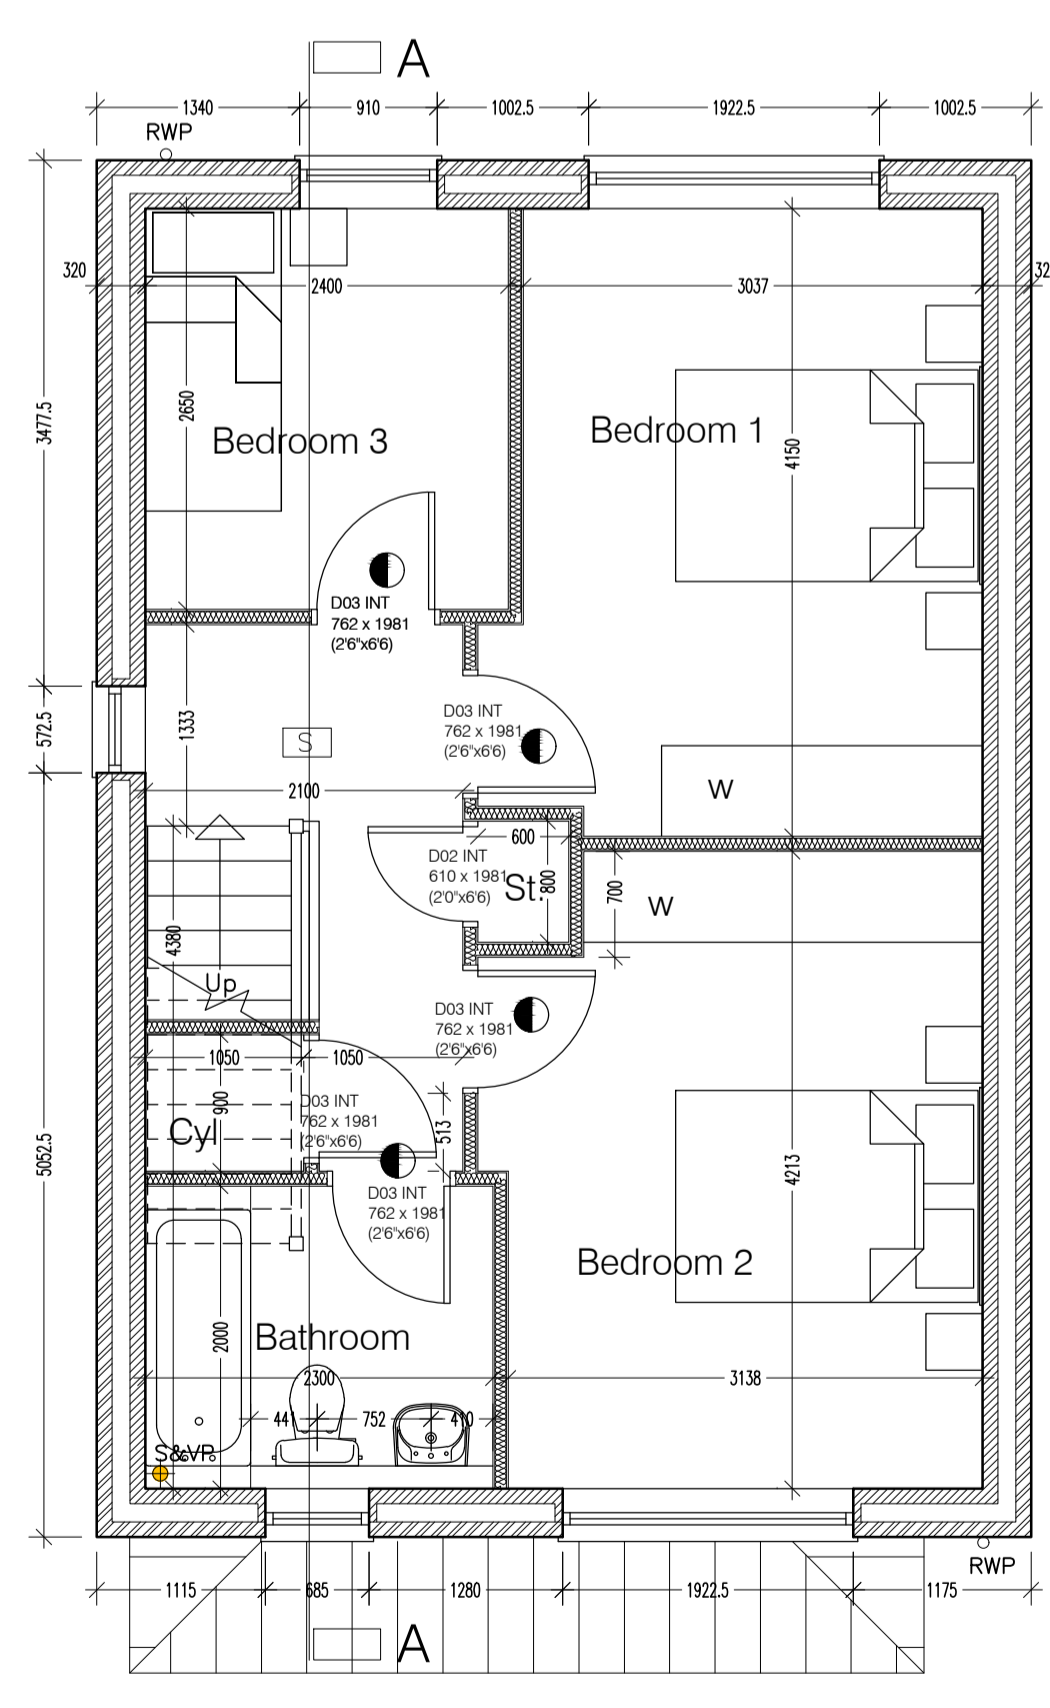 A
1340
910
1002.5
1922.5
1002.5
RWP
320
2400
3037
32
3477.5
2650
Bedroom 3
Bedroom 1
4150
D03 INT
762 x 1981
(2'6"x6'6)
572.5
1333
S
D03 INT
762 x 1981
(2'6"x6'6)
2100
W
600
D02 INT
610 x 1981
(2'0"x6'6)
St.
800
700
W
4380
Up
D03 INT
762 x 1981
(2'6"x6'6)
1050
1050
900
Cyl
D03 INT
762 x 1981
(2'6"x6'6)
513
5052.5
4213
D03 INT
762 x 1981
(2'6"x6'6)
Bedroom 2
2000
Bathroom
2300
3138
441
752
410
S&VP
RWP
1115
685
1280
1922.5
1175
A